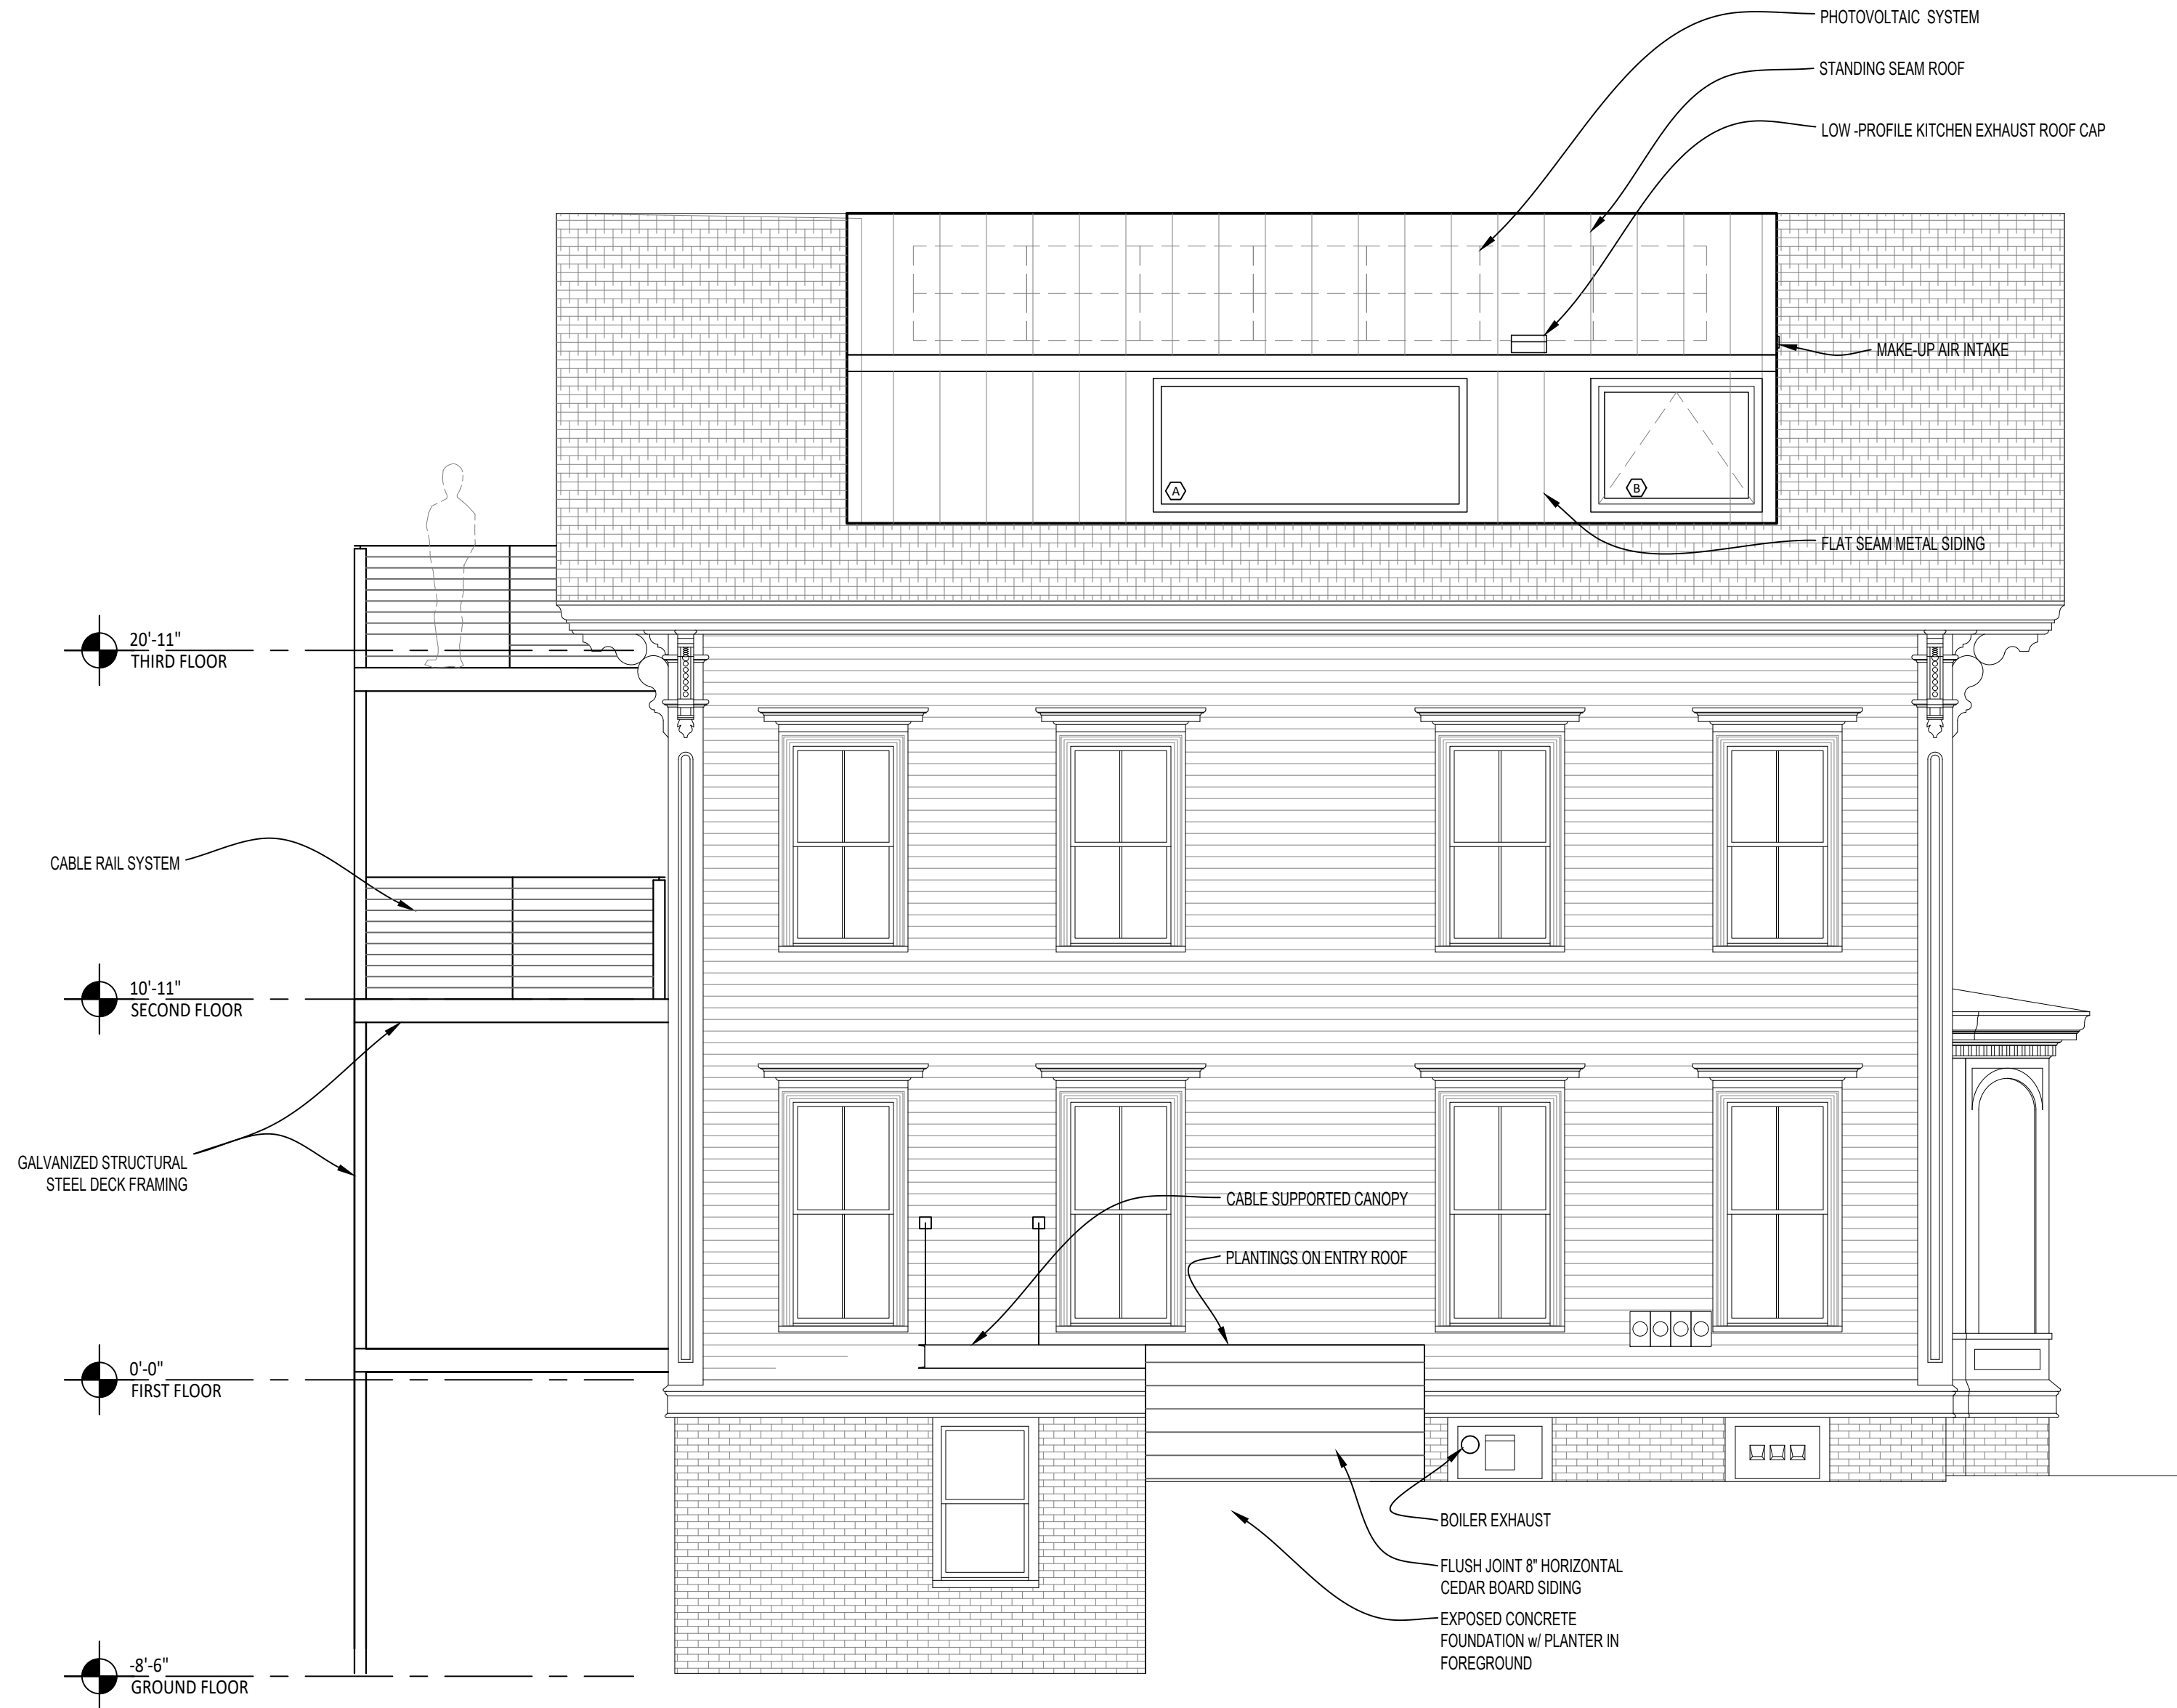 PHOTOVOLTAIC SYSTEM
STANDING SEAM ROOF
LOW -PROFILE KITCHEN EXHAUST ROOF CAP
MAKE-UP AIR INTAKE
A
B
FLAT SEAM METAL SIDING
20'-11"
THIRD FLOOR
CABLE RAIL SYSTEM
10'-11"
SECOND FLOOR
GALVANIZED STRUCTURAL
STEEL DECK FRAMING
CABLE SUPPORTED CANOPY
PLANTINGS ON ENTRY ROOF
0'-0"
FIRST FLOOR
BOILER EXHAUST
FLUSH JOINT 8" HORIZONTAL
CEDAR BOARD SIDING
EXPOSED CONCRETE
FOUNDATION w/ PLANTER IN
FOREGROUND
-8'-6"
GROUND FLOOR